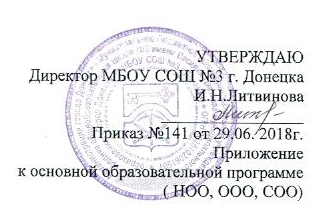 УТВЕРЖДАЮ
Директор МБОУ СОШ №3 г. Донецка
И.Н.Литвинова
Приказ №141 от 29.06. 2018г.
Приложение
к основной образовательной программе
( НОО, ООО, СОО)